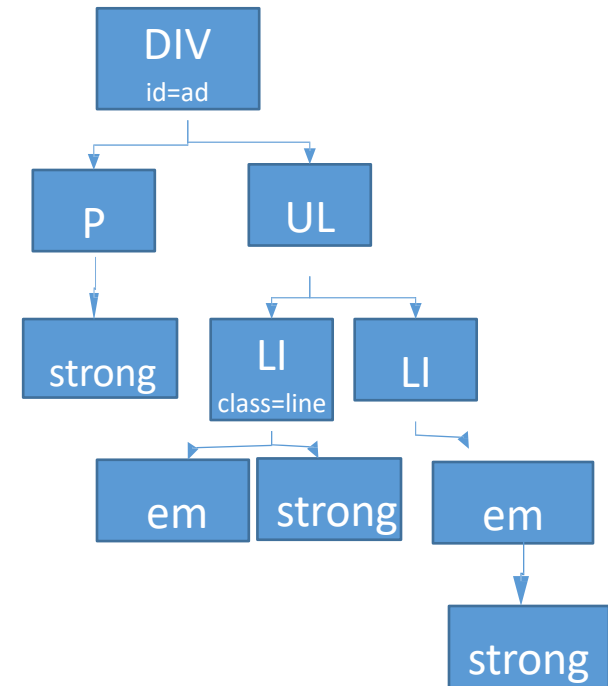 DIV
id=ad
P
UL
strong
LI
class=line
LI
em
strong
em
strong